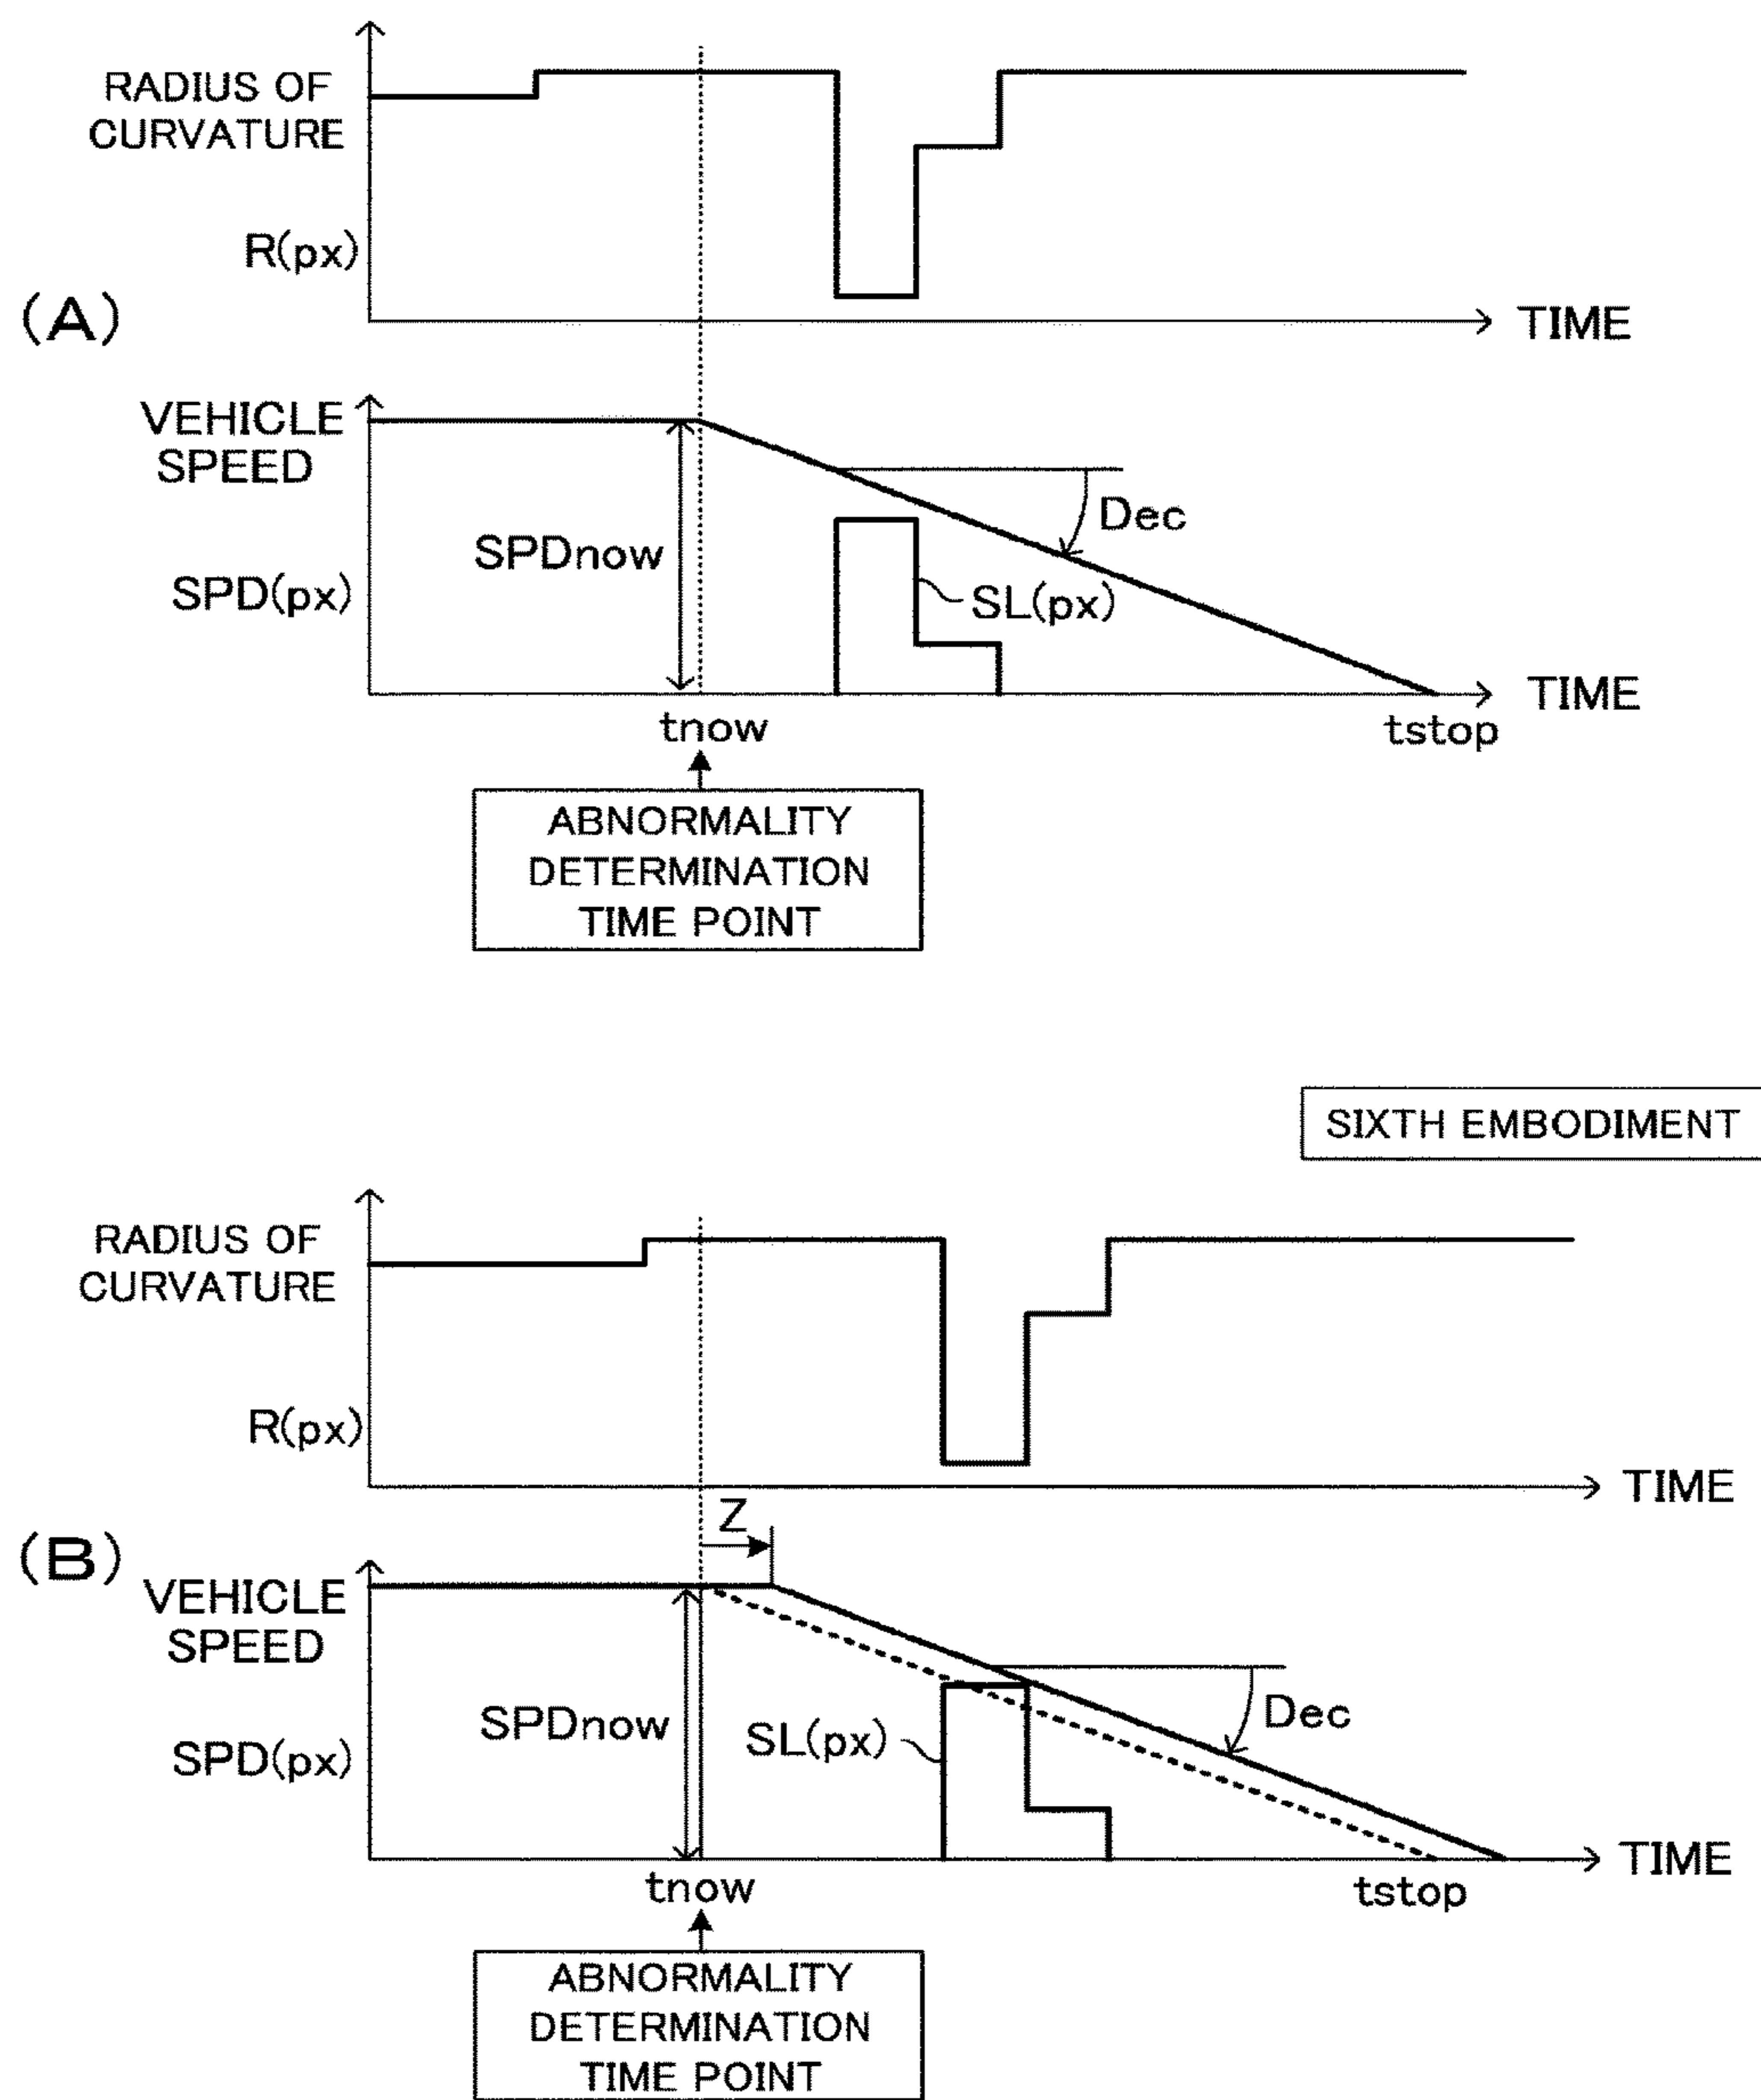 RADIUS OF
CURVATURE
R(px)
(A)
TIME
VEHICLE
SPEED
Dec
SPDnow
SPD(px)
SL(px)
TIME
tnow
tstop
ABNORMALITY
DETERMINATION
TIME POINT
SIXTH EMBODIMENT
RADIUS OF
CURVATURE
R(px)
TIME
Z
(B)
VEHICLE
SPEED
SPDnow
Dec
SL(px)
SPD(px)
TIME
tnow
tstop
ABNORMALITY
DETERMINATION
TIME POINT